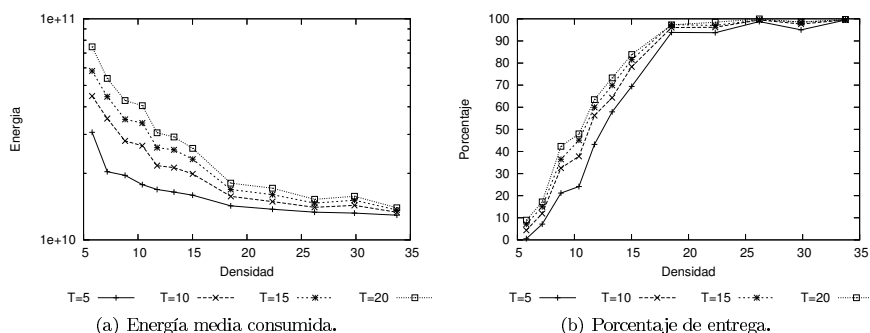 1e+11
1e+10
Energia
5 10 15 20 25 30 35
Densidad
T=5 T=10 T=15 T=20
(a) Energía media consumida.
100
90
80
70
60
50
40
30
20
10
0
Porcentaje
5 10 15 20 25 30 35
Densidad
T=5 T=10 T=15 T=20
(b) Porcentaje de entrega.